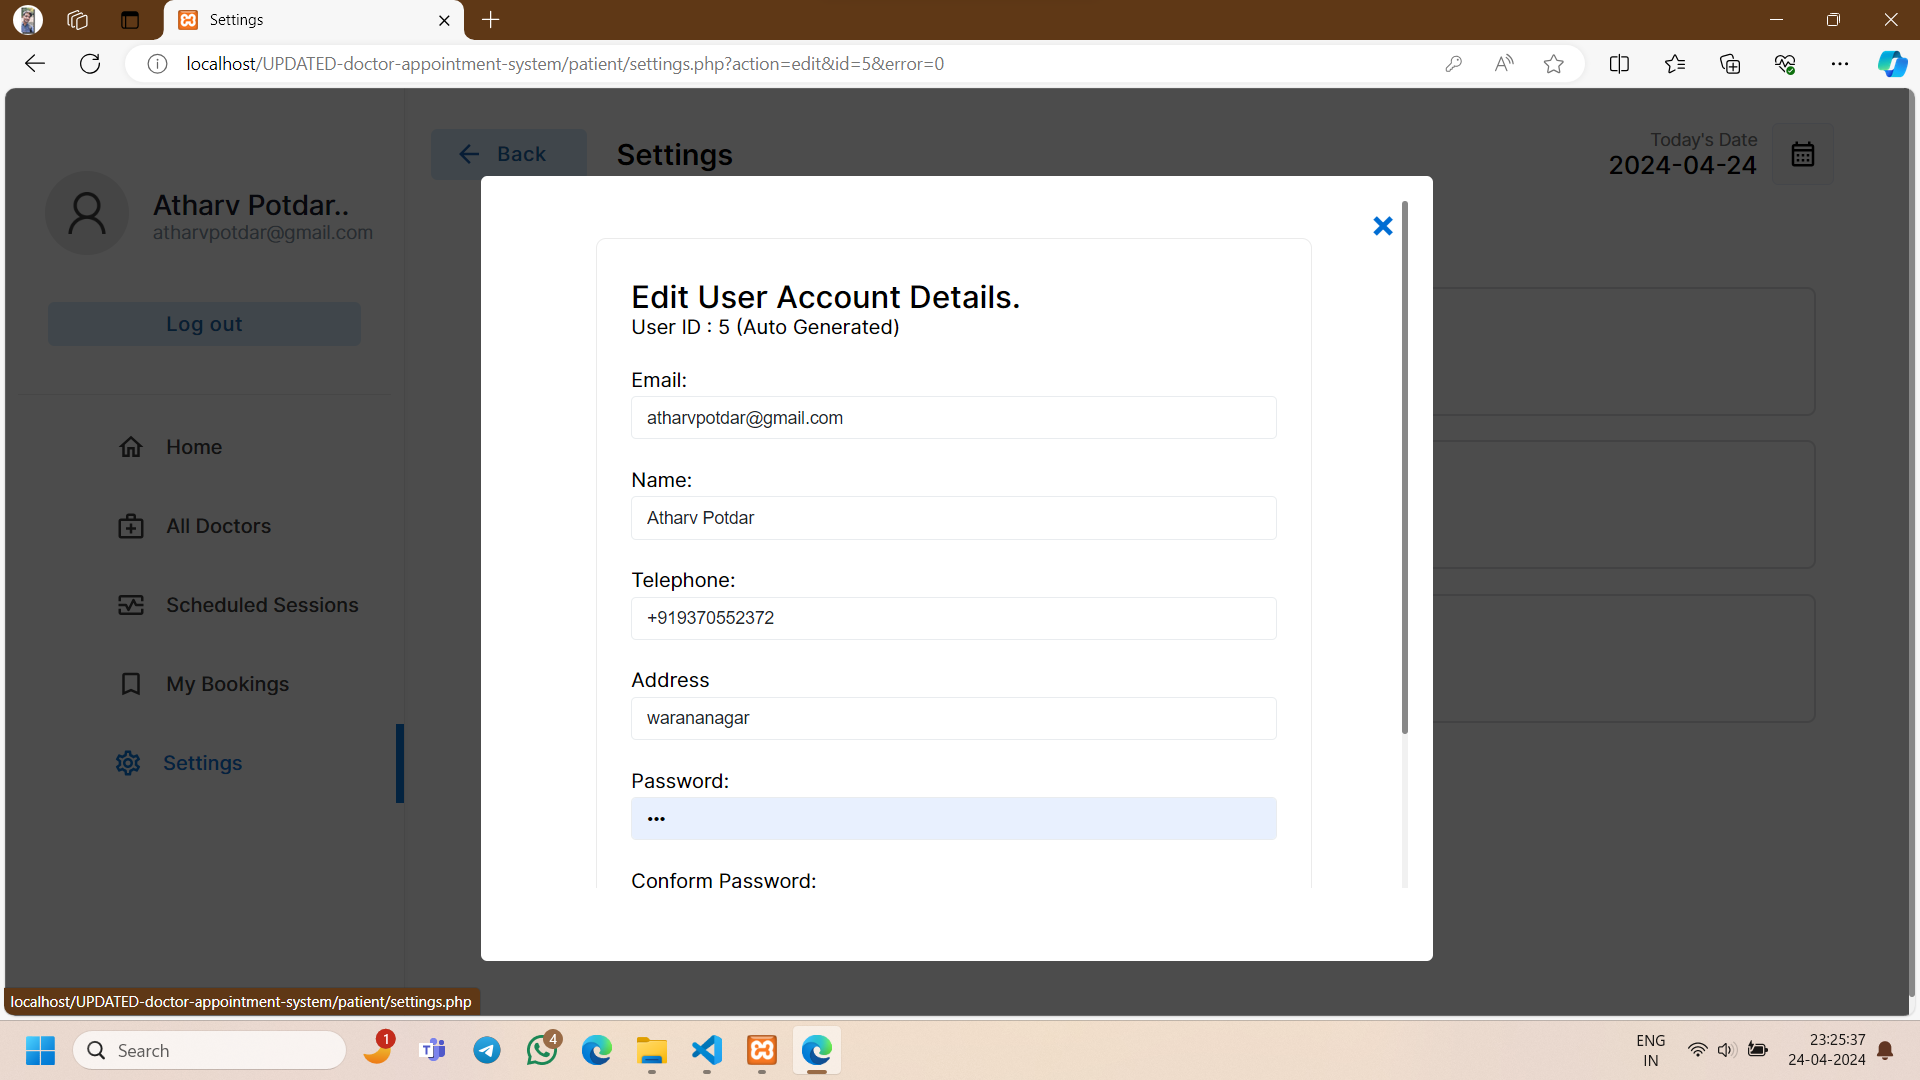 Settings
localhost/UPDATED-doctor-appointment-system/patient/settings.php?action=edit&id=5&error=0
Atharv Potdar..
atharvpotdar@gmail.com
Log out
Home
All Doctors
Scheduled Sessions
My Bookings
Settings
Back
Settings
Today's Date
2024-04-24
Edit User Account Details.
User ID : 5 (Auto Generated)
Email:
atharvpotdar@gmail.com
Name:
Atharv Potdar
Telephone:
+919370552372
Address
warananagar
Password:
•••
Conform Password:
localhost/UPDATED-doctor-appointment-system/patient/settings.php
Search
1
4
ENG
IN
23:25:37
24-04-2024